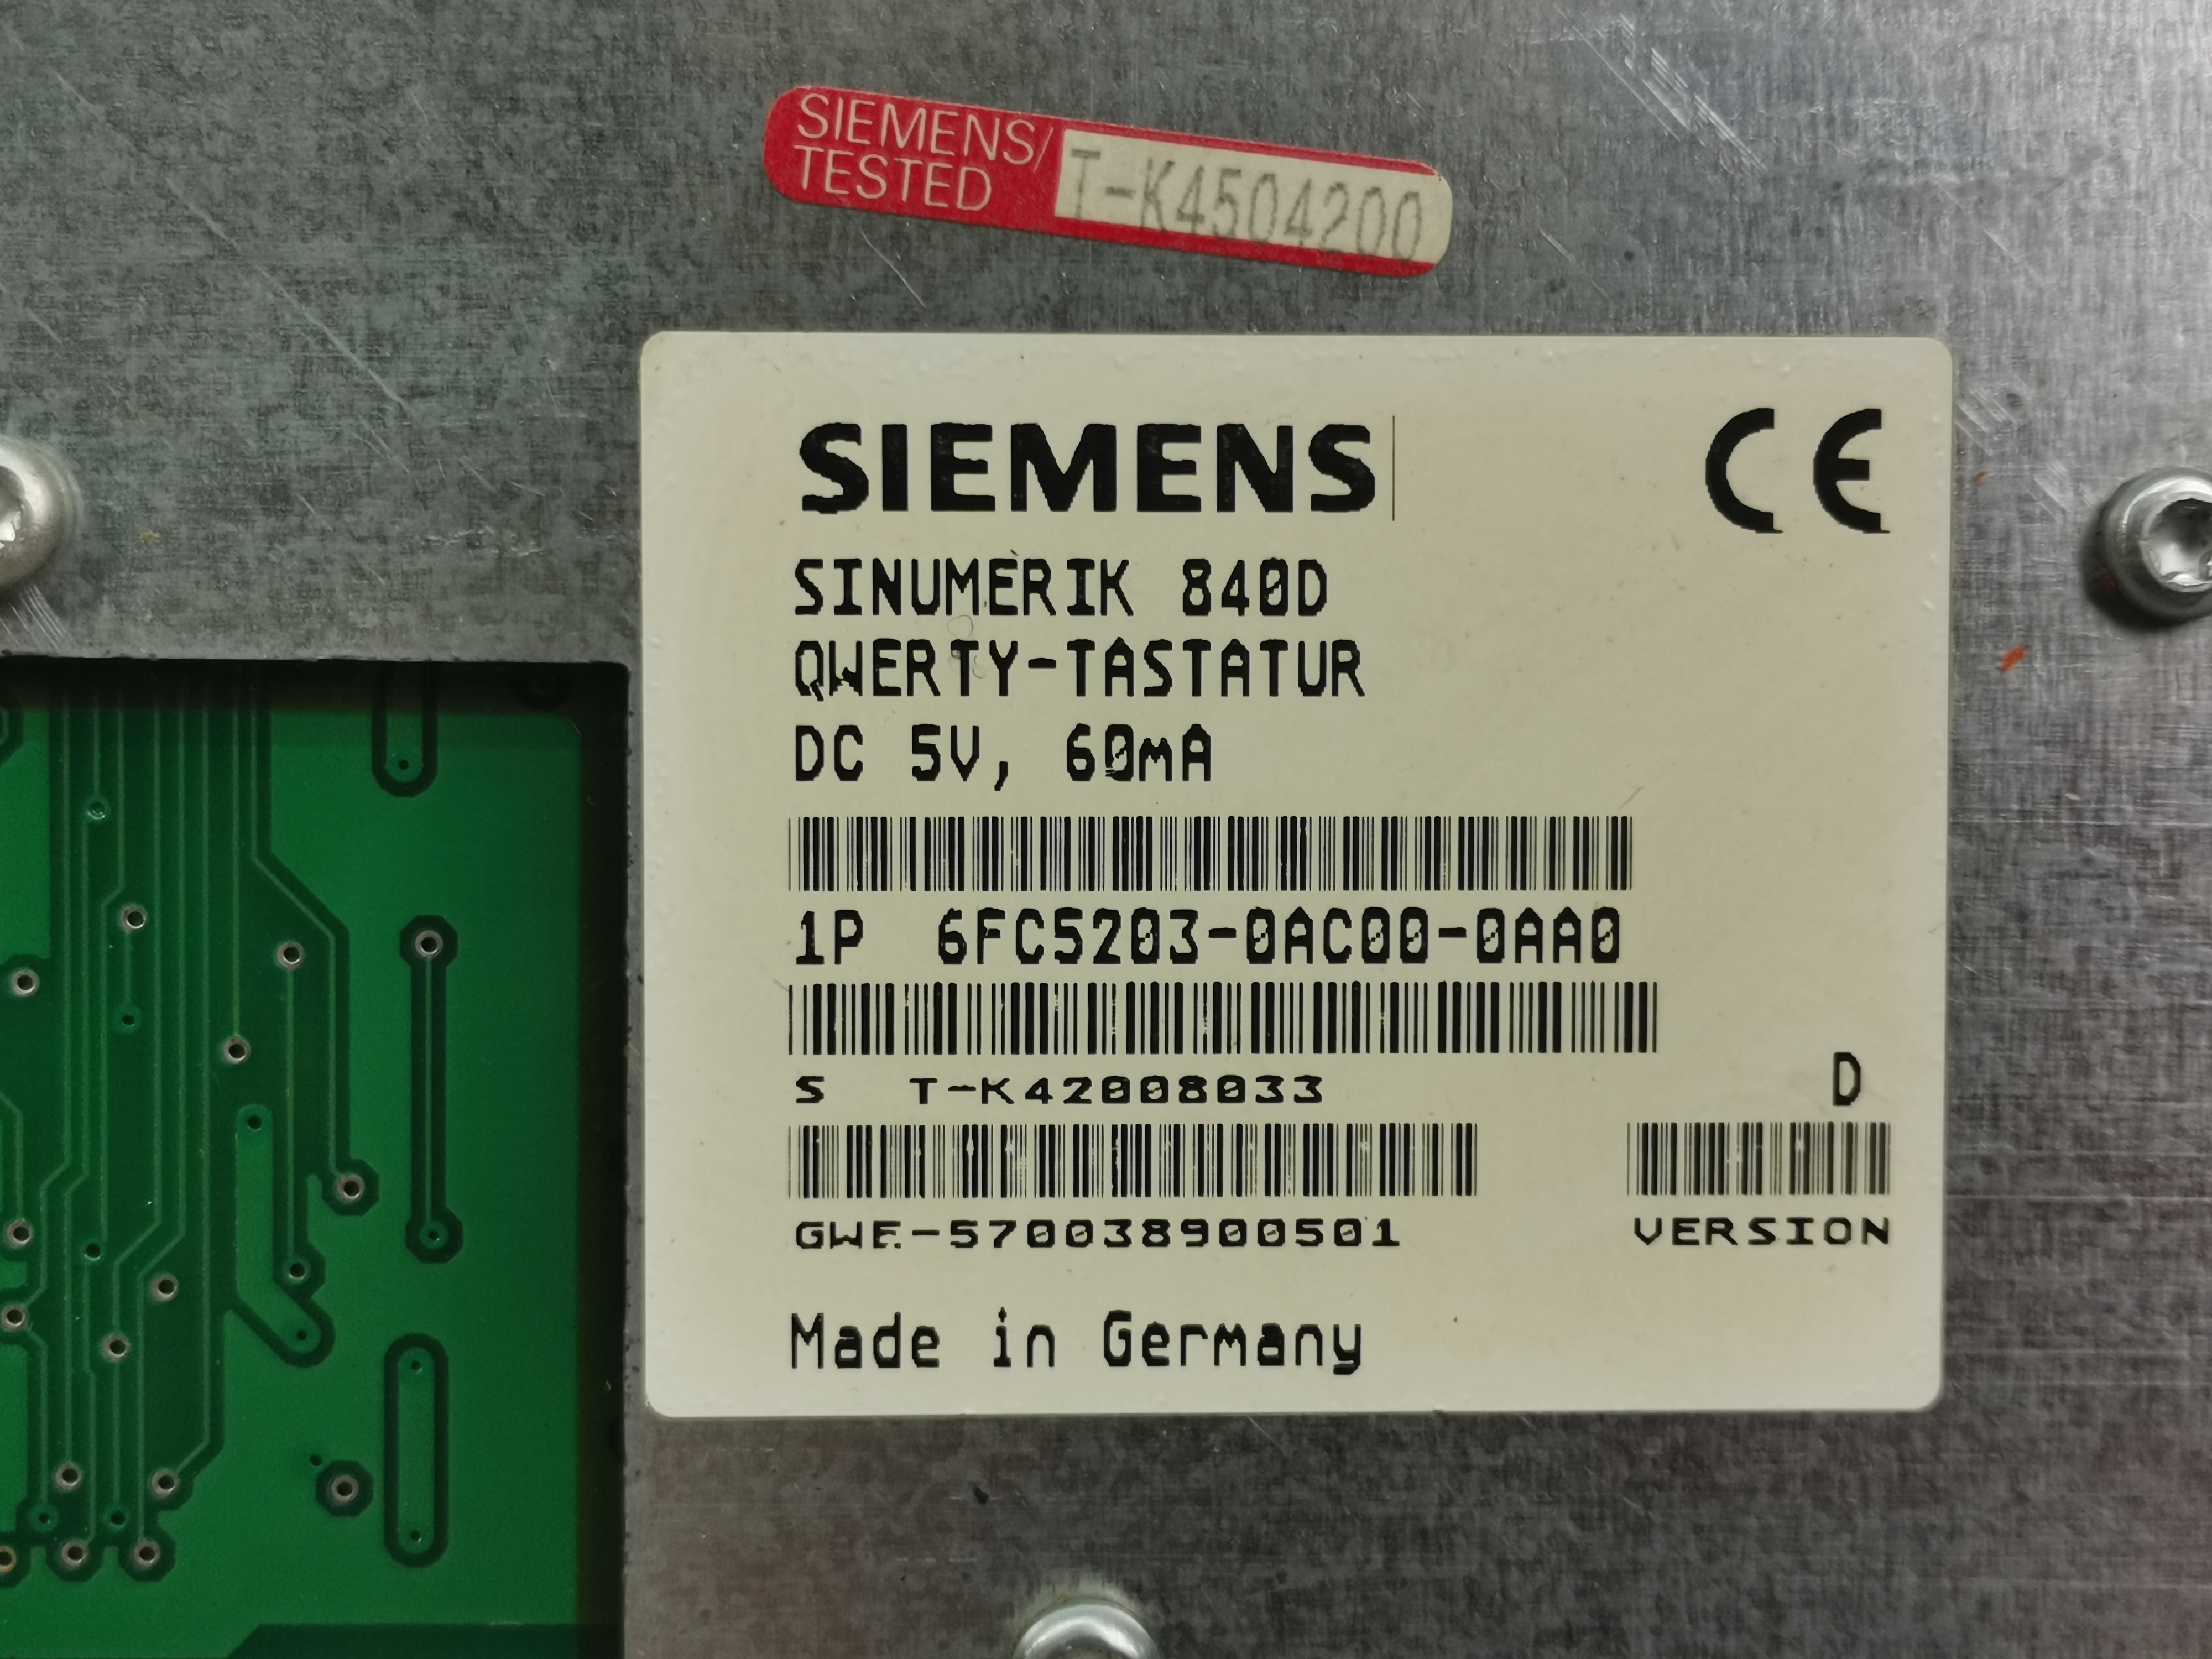 SIEMENS/
TESTED
T-K4504200
SIEMENS
CE
SINUMERIK 840D
QWERTY-TASTATUR
DC 5V, 60mA
1P 6FC5203-0AC00-0AA0
S T-K42008033
D
GWE-570038900501
VERSION
Made in Germany